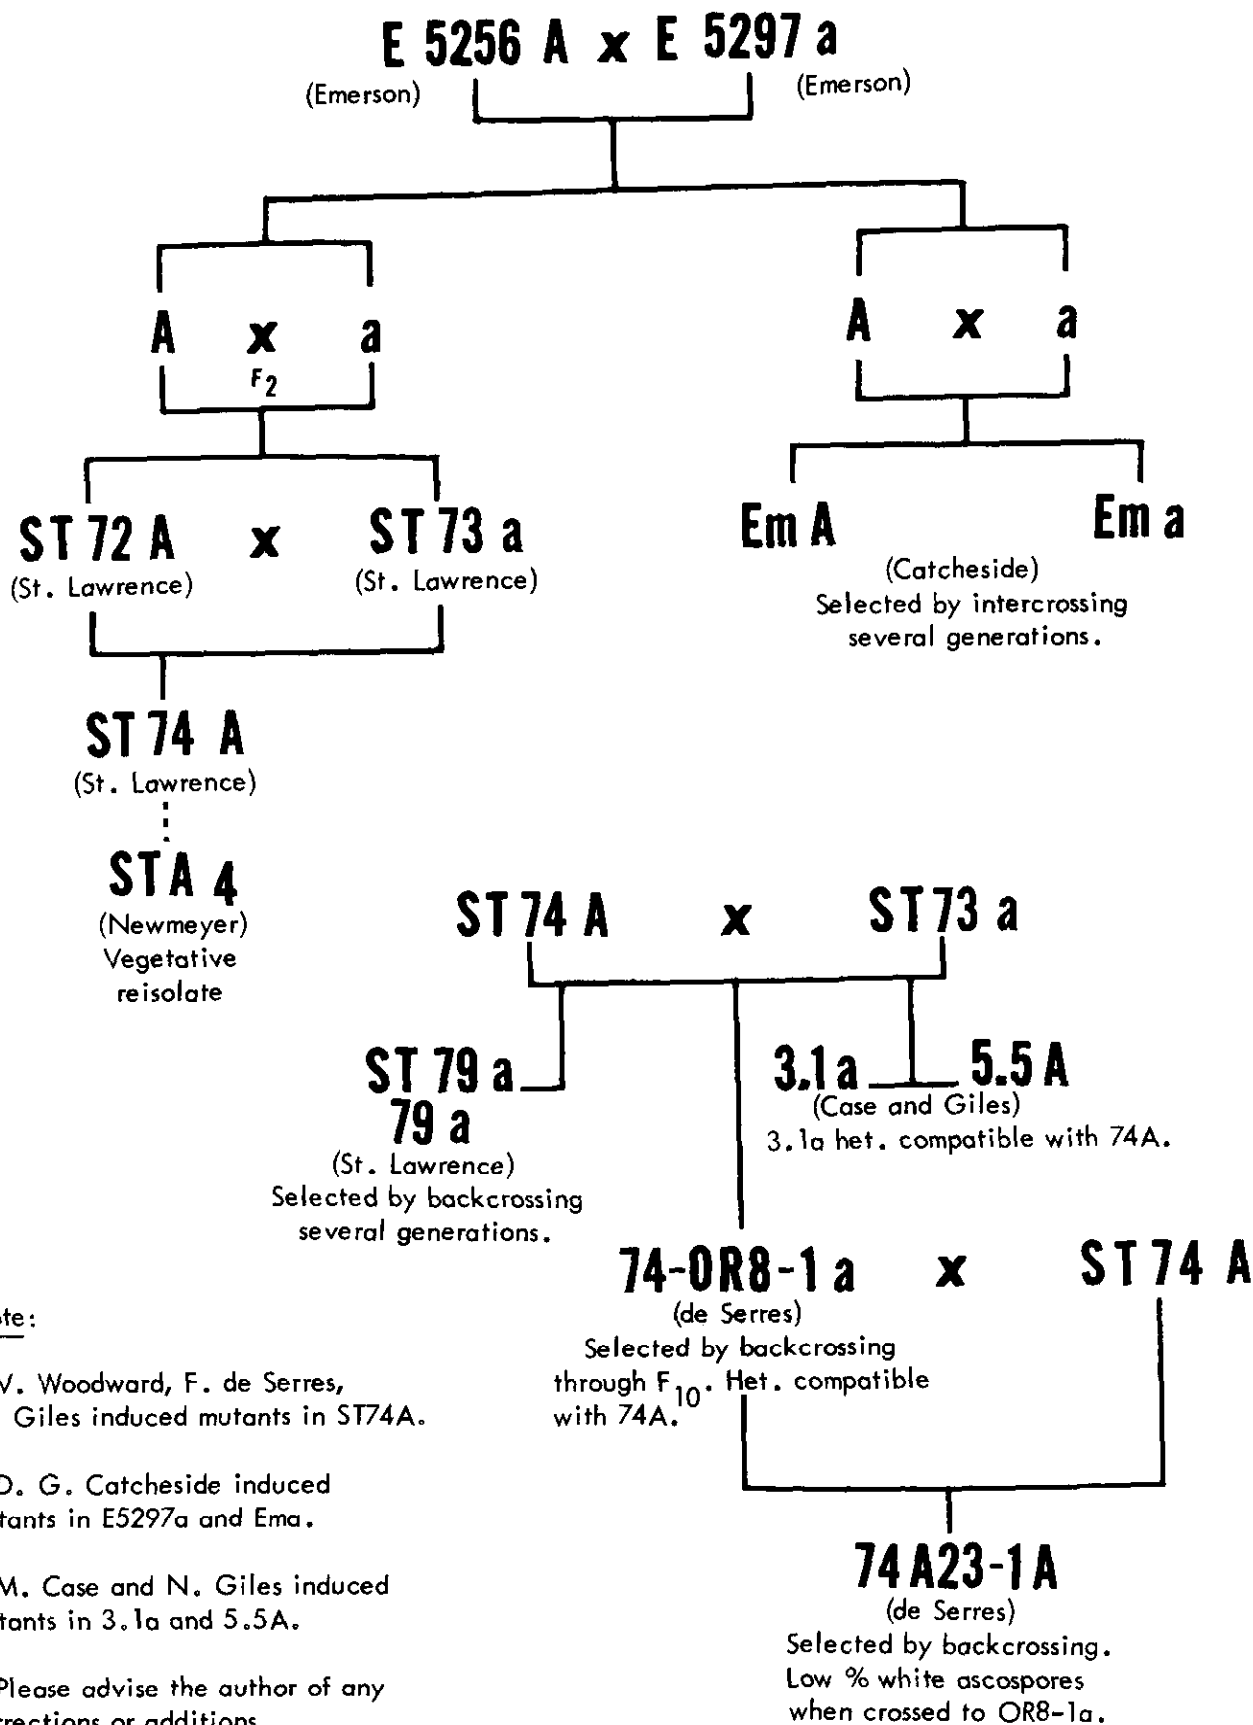 E 5256 A x E 5297 a
(Emerson) (Emerson)
A x a
F2
A x a
ST 72 A x ST 73 a
(St. Lawrence) (St. Lawrence)
Em A Em a
(Catcheside)
Selected by intercrossing
several generations.
ST 74 A
(St. Lawrence)
STA 4
(Newmeyer)
Vegetative
reisolate
ST 74 A x ST 73 a
ST 79 a
79 a
(St. Lawrence)
Selected by backcrossing
several generations.
3.1a 5.5 A
(Case and Giles)
3.1a het. compatible with 74A.
74-OR8-1 a x ST 74 A
(de Serres)
Selected by backcrossing
through F10. Het. compatible
with 74A.
74 A23-1A
(de Serres)
Selected by backcrossing.
Low % white ascospores
when crossed to OR8-1a.
te:
V. Woodward, F. de Serres,
Giles induced mutants in ST74A.
D. G. Catcheside induced
tants in E5297a and Ema.
M. Case and N. Giles induced
tants in 3.1a and 5.5A.
Please advise the author of any
rections or additions